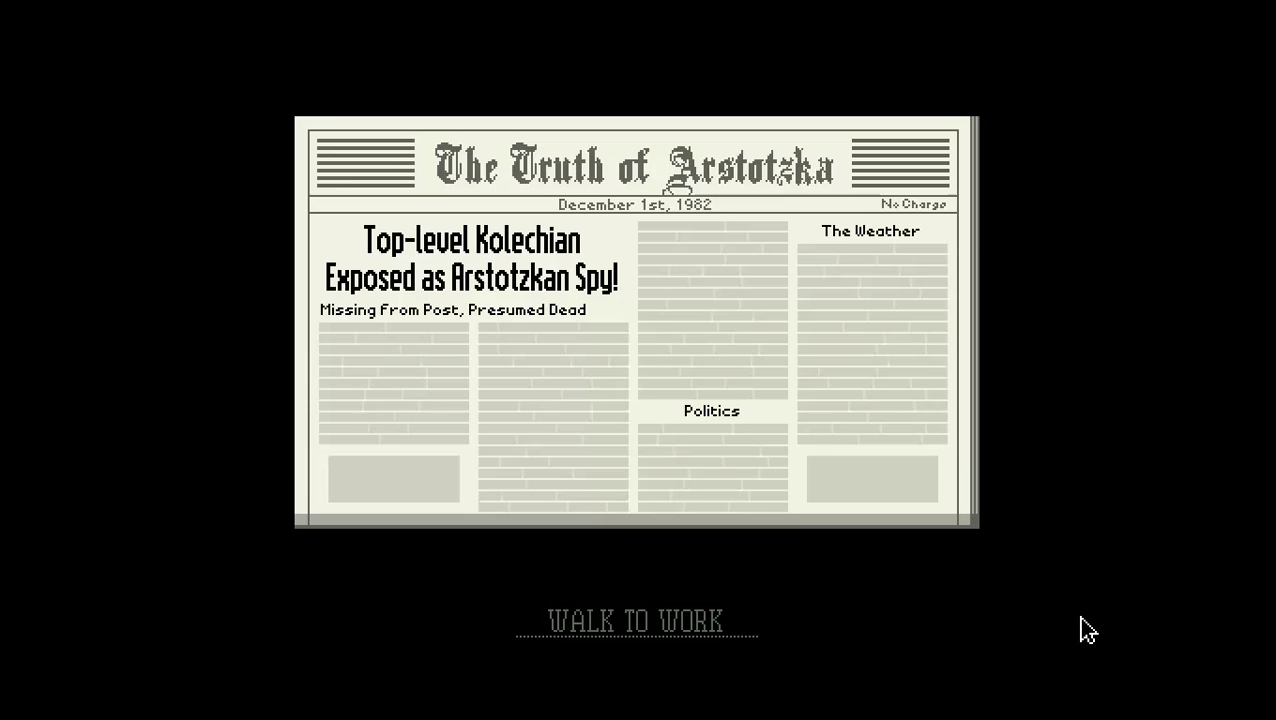 The Truth of Arstotzka
December 1st, 1982
No Charge
Top-level Kolechian
Exposed as Arstotzkan Spy!
Missing From Post, Presumed Dead
Politics
The Weather
WALK TO WORK